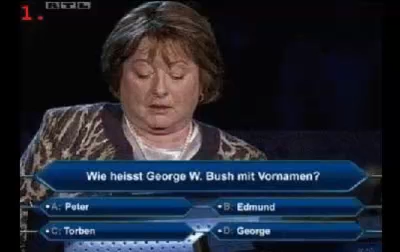 1. RTL
Wie heisst George W. Bush mit Vornamen?
A: Peter
B: Edmund
C: Torben
D: George